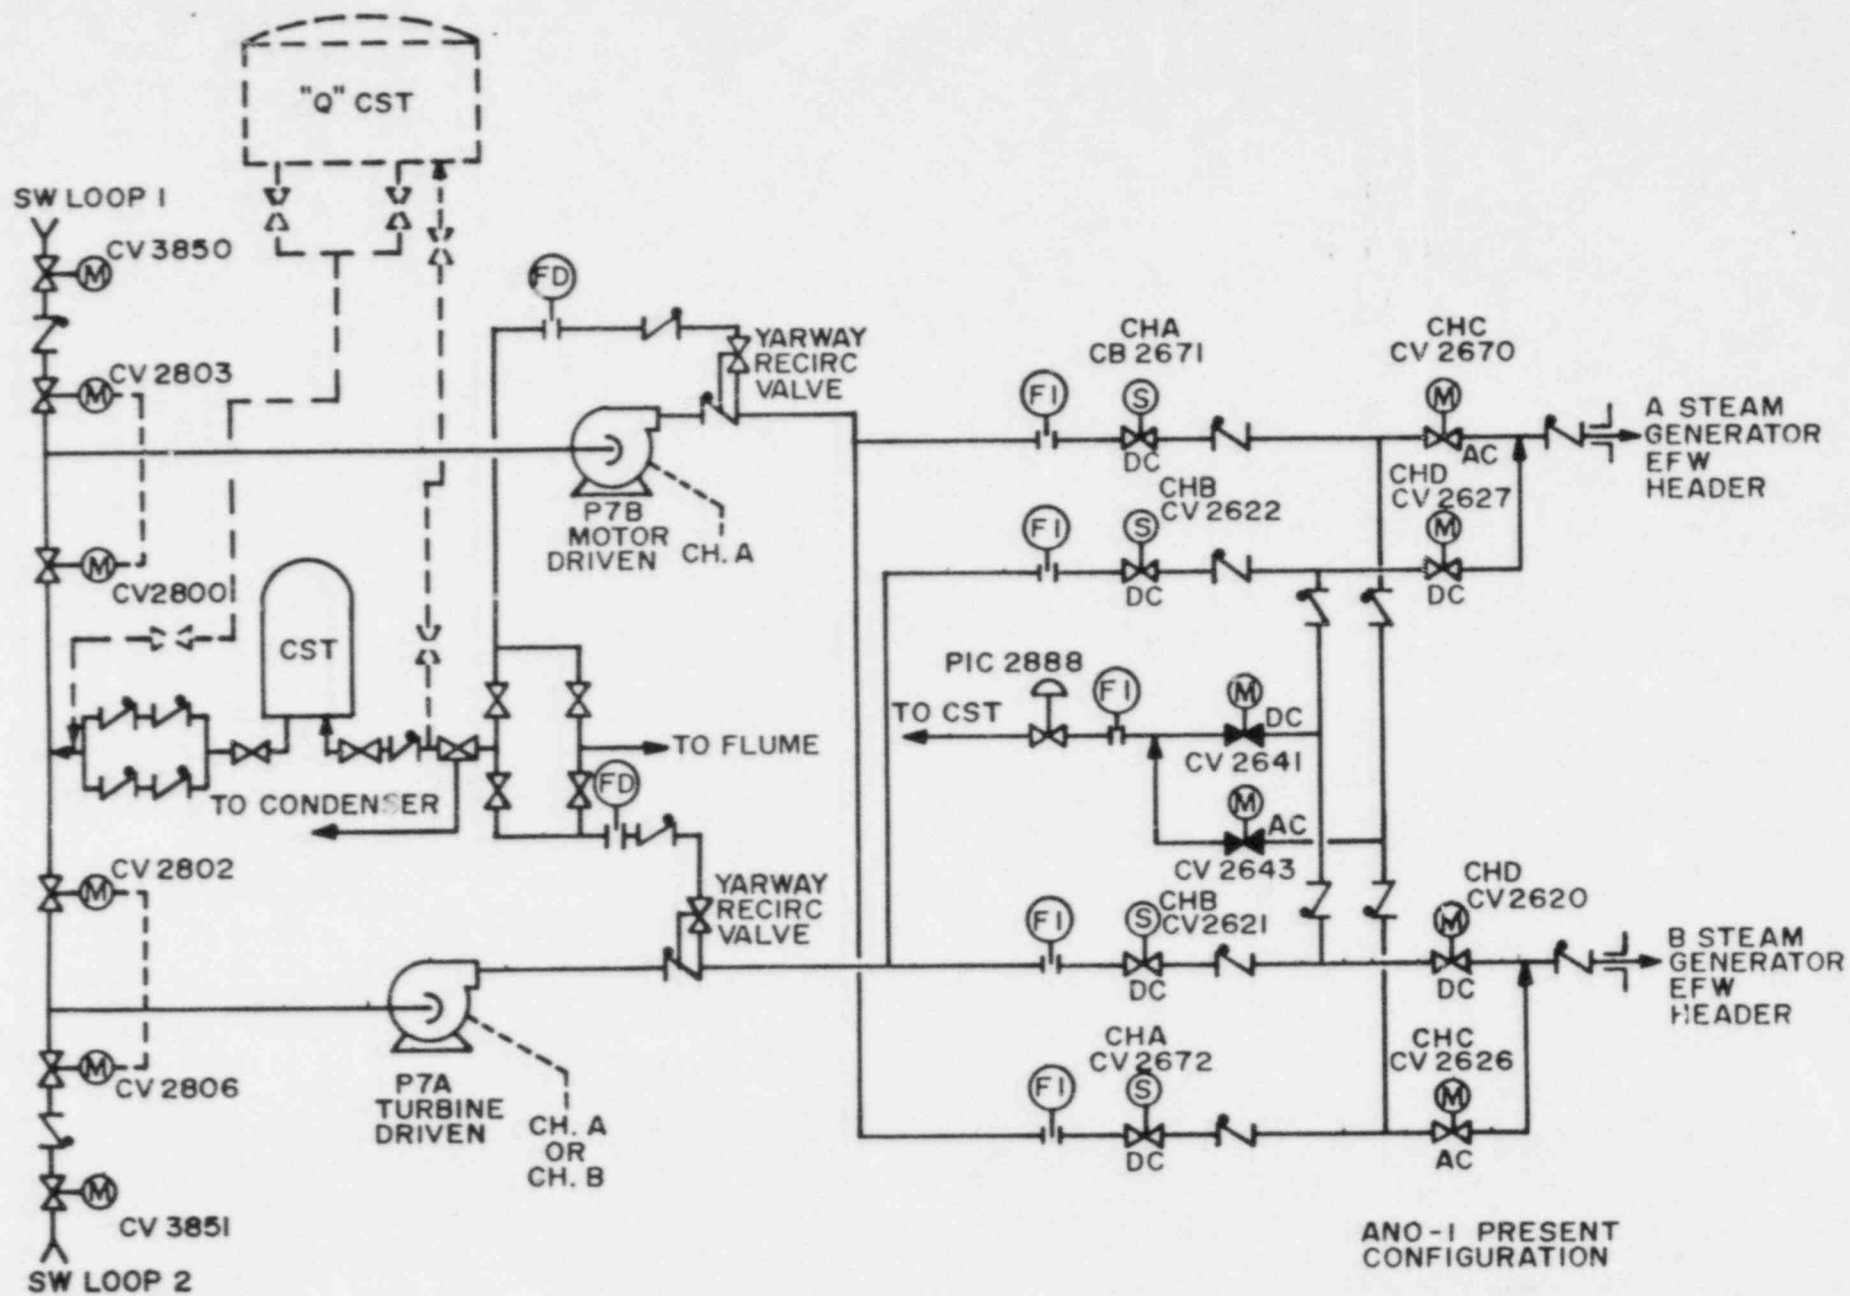 "Q" CST
SW LOOP 1
CV 3850
M
FD
CV 2803
M
YARWAY
RECIRC
VALVE
CHA
CB 2671
CHC
CV 2670
FI
S
M
DC
AC
A STEAM
GENERATOR
EFW
HEADER
P7B
MOTOR
DRIVEN
CH. A
CHB
CV 2622
CHD
CV 2627
FI
S
M
DC
DC
M
CV2800
CST
PIC 2888
FI
M
DC
TO CST
CV 2641
TO FLUME
FD
TO CONDENSER
M
AC
CV 2643
CV 2802
M
YARWAY
RECIRC
VALVE
CHB
CV2621
CHD
CV2620
FI
S
M
DC
DC
B STEAM
GENERATOR
EFW
HEADER
M
CV 2806
P7A
TURBINE
DRIVEN
CH. A
OR
CH. B
CHA
CV 2672
CHC
CV 2626
FI
S
M
DC
AC
M
CV 3851
SW LOOP 2
ANO-1 PRESENT
CONFIGURATION